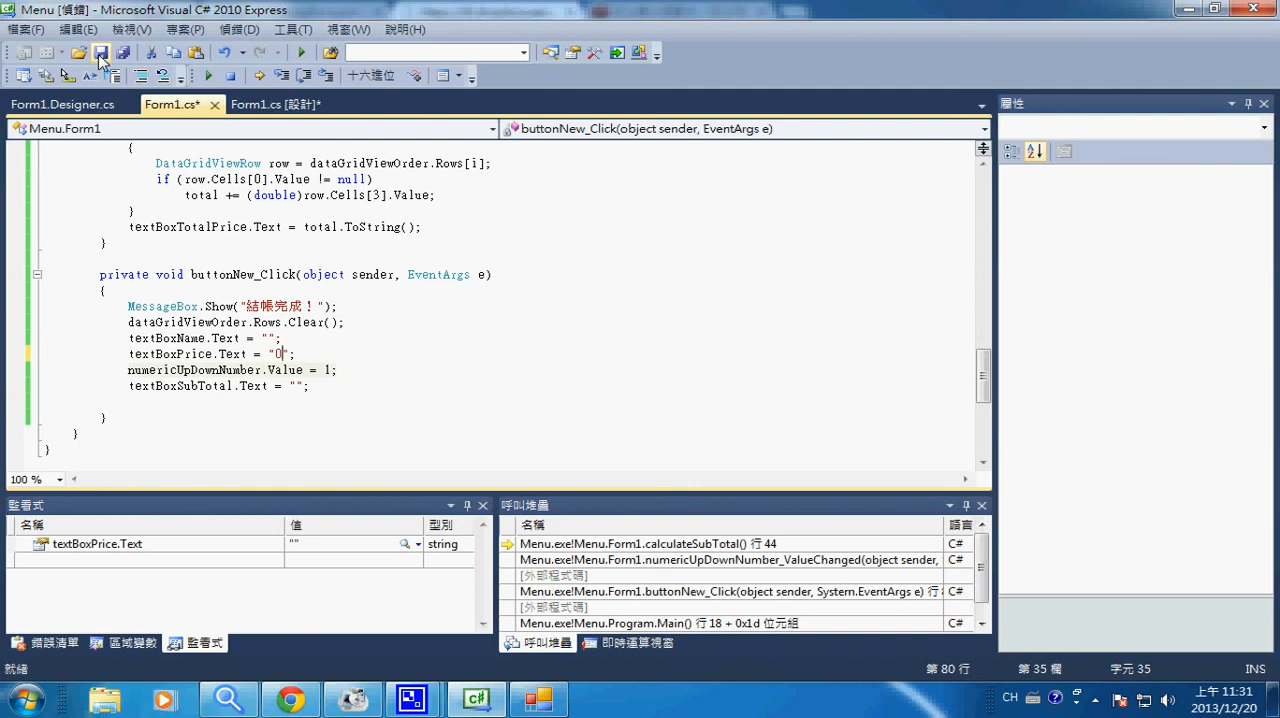 Menu [偵錯] - Microsoft Visual C# 2010 Express
檔案(F) 編輯(E) 檢視(V) 專案(P) 偵錯(D) 工具(T) 視窗(W) 說明(H)
十六進位
Form1.Designer.cs Form1.cs* Form1.cs [設計]*
Menu.Form1 buttonNew_Click(object sender, EventArgs e)
{
DataGridViewRow row = dataGridViewOrder.Rows[i];
if (row.Cells[0].Value != null)
total += (double)row.Cells[3].Value;
}
textBoxTotalPrice.Text = total.ToString();
}
private void buttonNew_Click(object sender, EventArgs e)
{
MessageBox.Show("結帳完成！");
dataGridViewOrder.Rows.Clear();
textBoxName.Text = "";
textBoxPrice.Text = "0";
numericUpDownNumber.Value = 1;
textBoxSubTotal.Text = "";
}
}
}
100 %
屬性
監看式
名稱 值 型別
textBoxPrice.Text "" string
呼叫堆疊
名稱 語言
Menu.exe!Menu.Form1.calculateSubTotal() 行 44 C#
Menu.exe!Menu.Form1.numericUpDownNumber_ValueChanged(object sender, C#
[外部程式碼]
Menu.exe!Menu.Form1.buttonNew_Click(object sender, System.EventArgs e) 行 C#
[外部程式碼]
Menu.exe!Menu.Program.Main() 行 18 + 0x1d 位元組 C#
錯誤清單 區域變數 監看式 呼叫堆疊 即時運算視窗
就緒 第 80 行 第 35 欄 字元 35 INS
CH 上午 11:31
2013/12/20